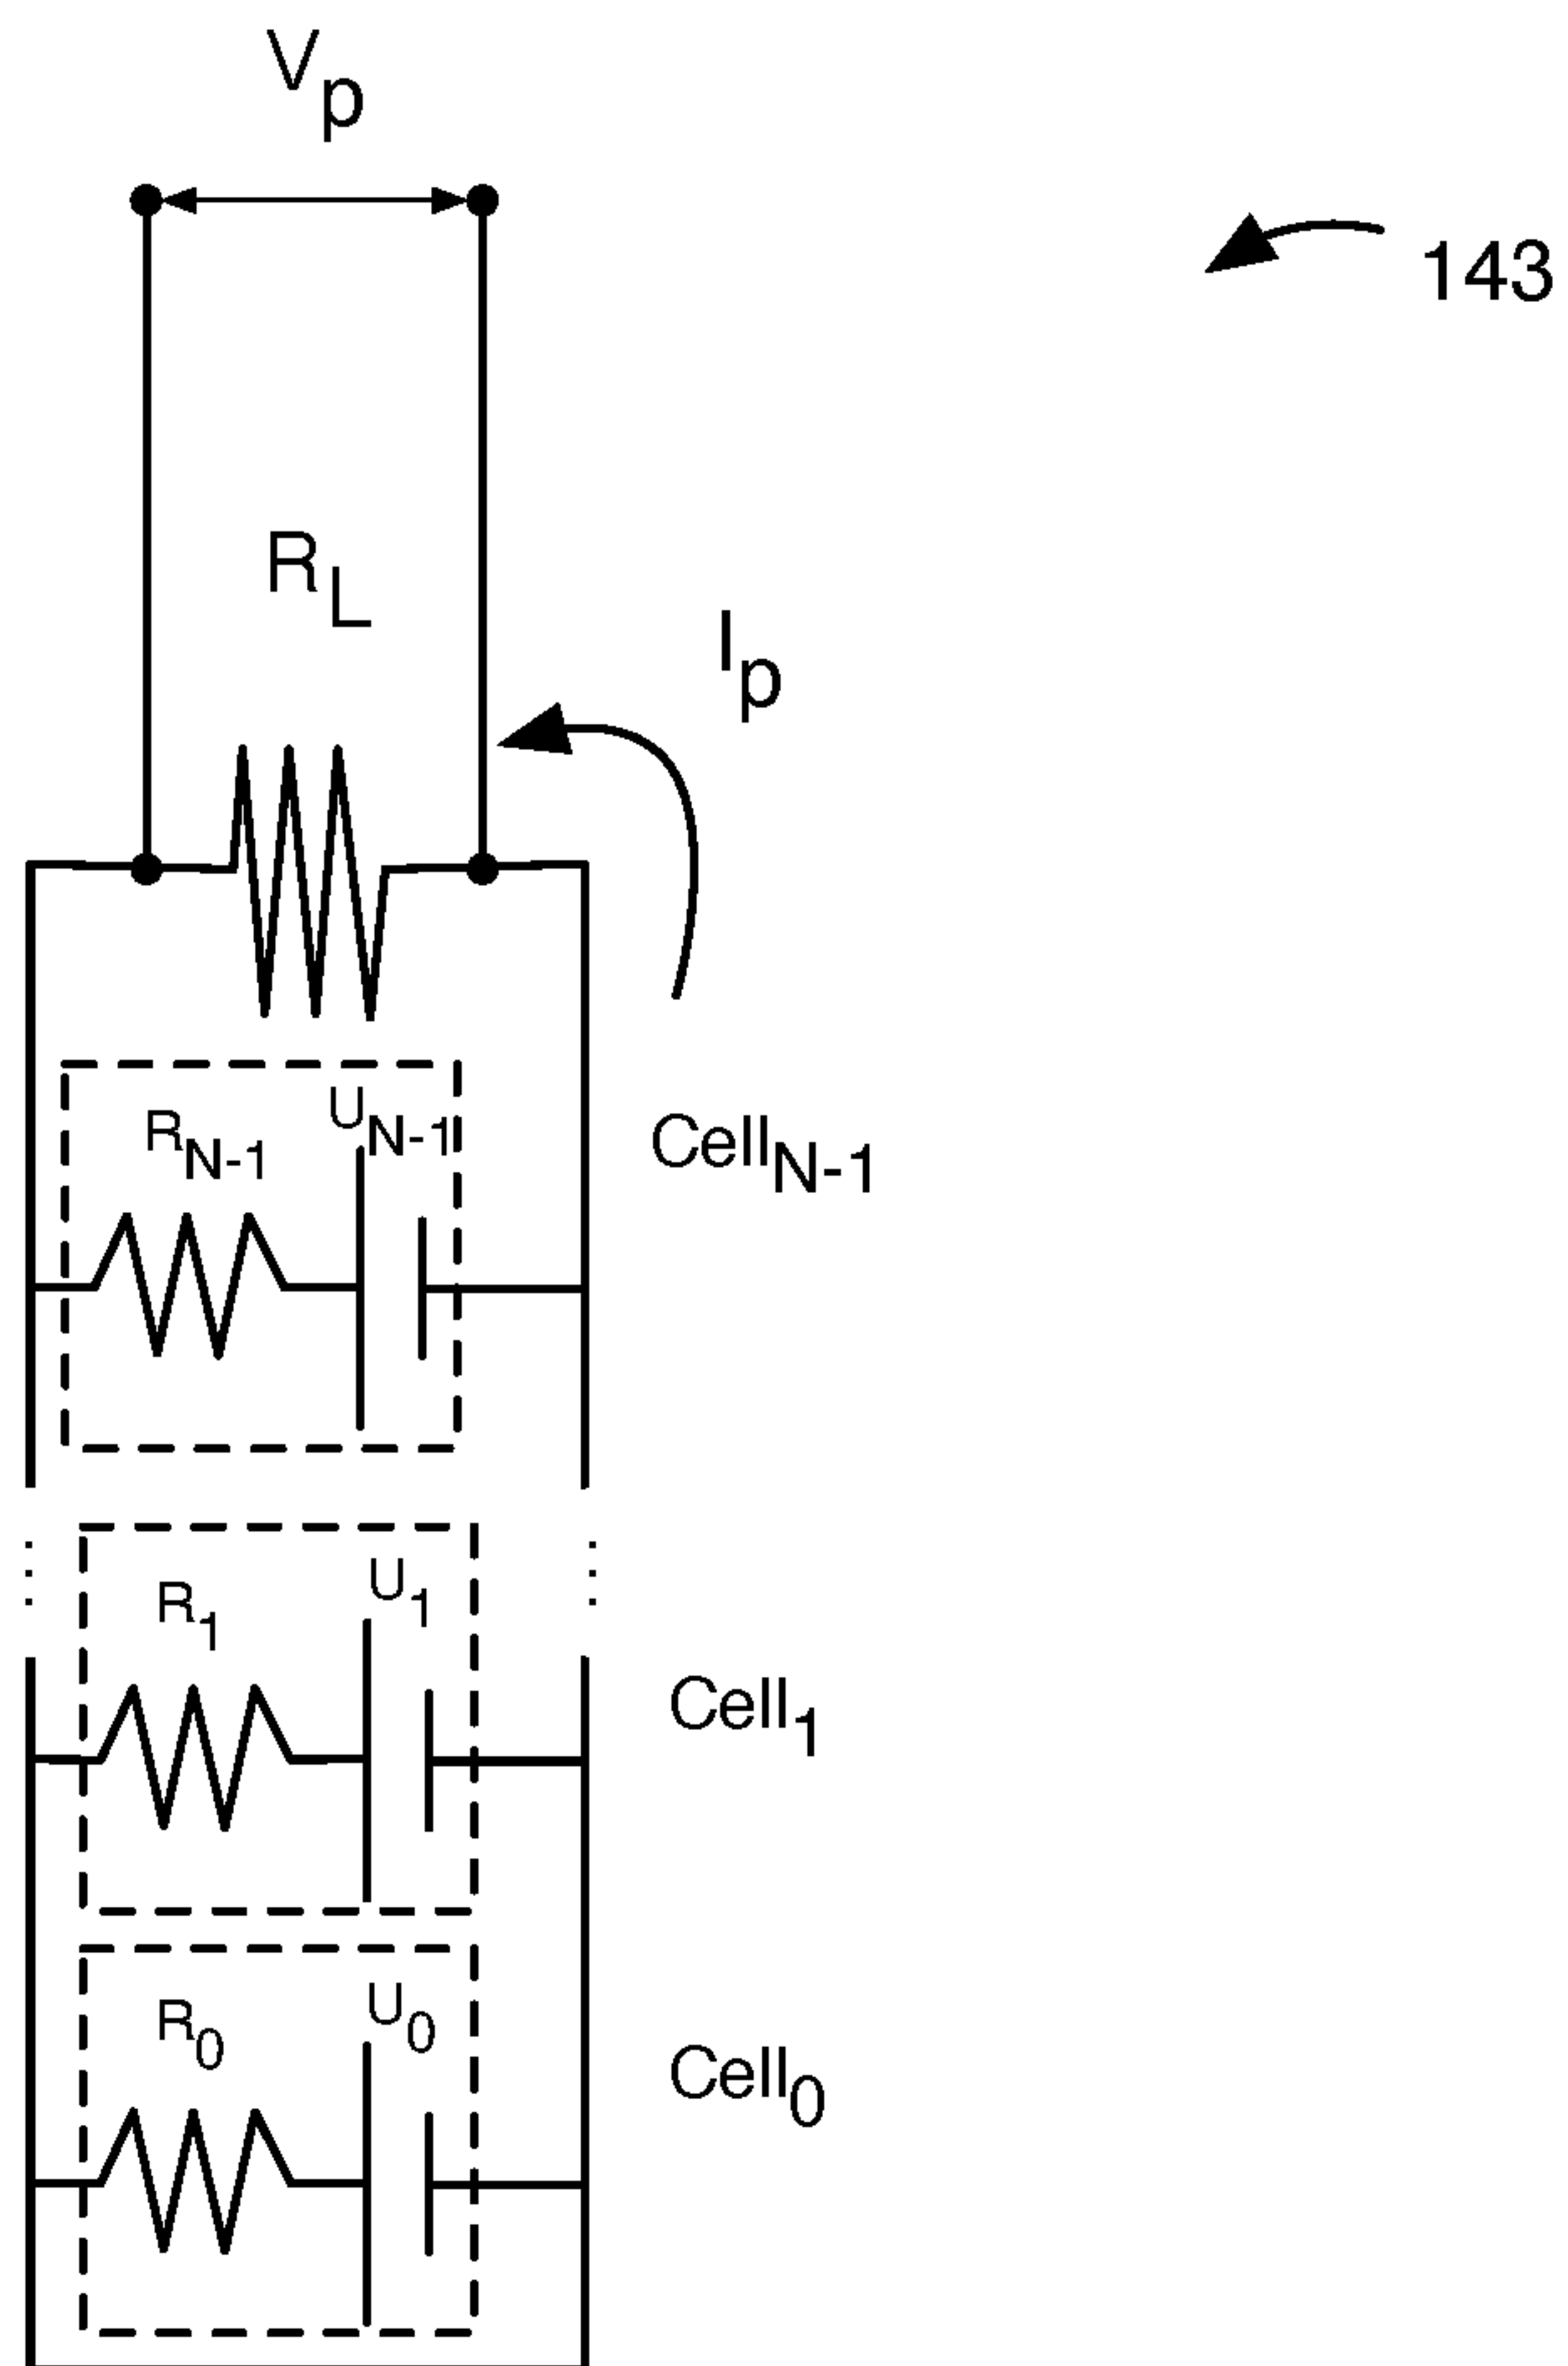 Vp
143
RL
Ip
RN-1
UN-1
CellN-1
R1
U1
Cell1
R0
U0
Cell0